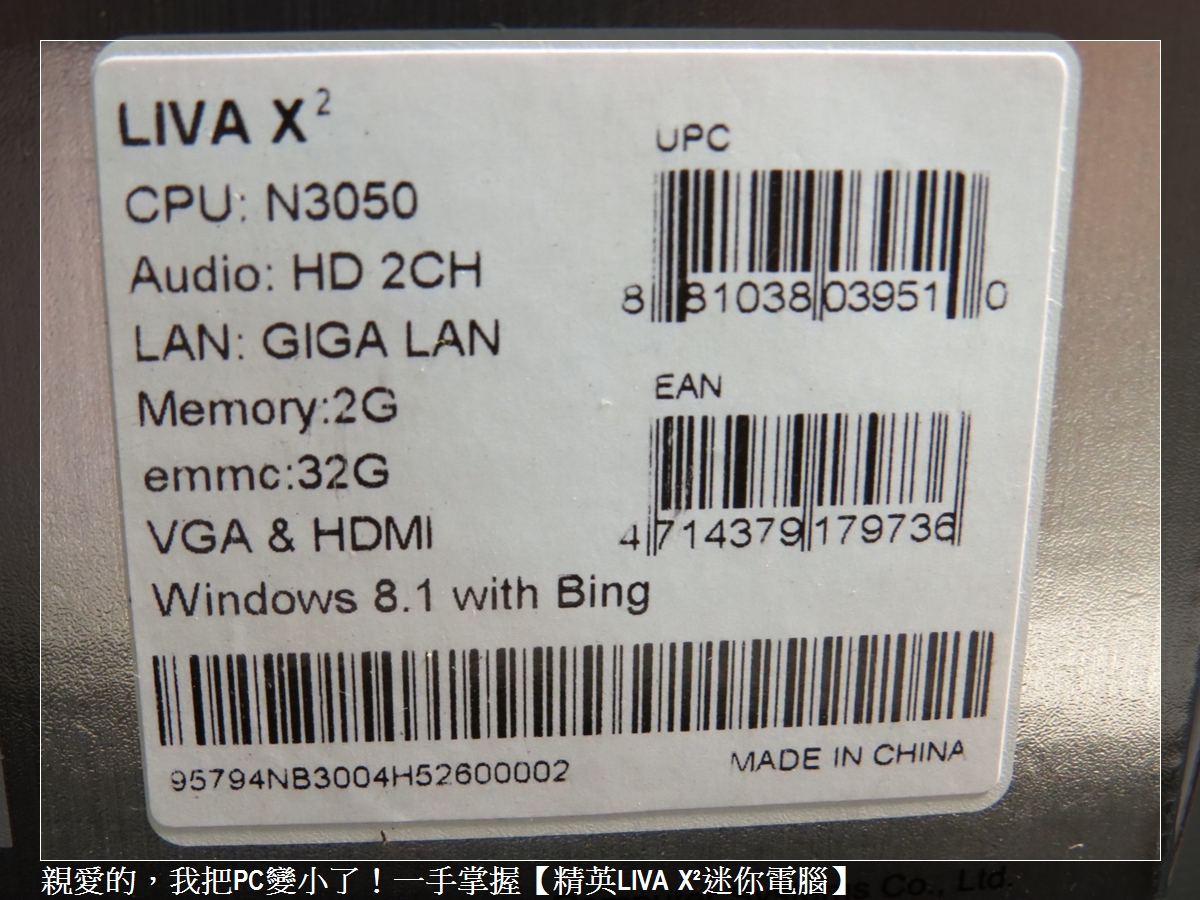 LIVA X²
CPU: N3050
Audio: HD 2CH
LAN: GIGA LAN
Memory:2G
emmc:32G
VGA & HDMI
Windows 8.1 with Bing
UPC
8 81038 03951 0
EAN
4 714379 179736
95794NB3004H52600002
MADE IN CHINA
s Co., Ltd.
親愛的，我把PC變小了！一手掌握【精英LIVA X²迷你電腦】